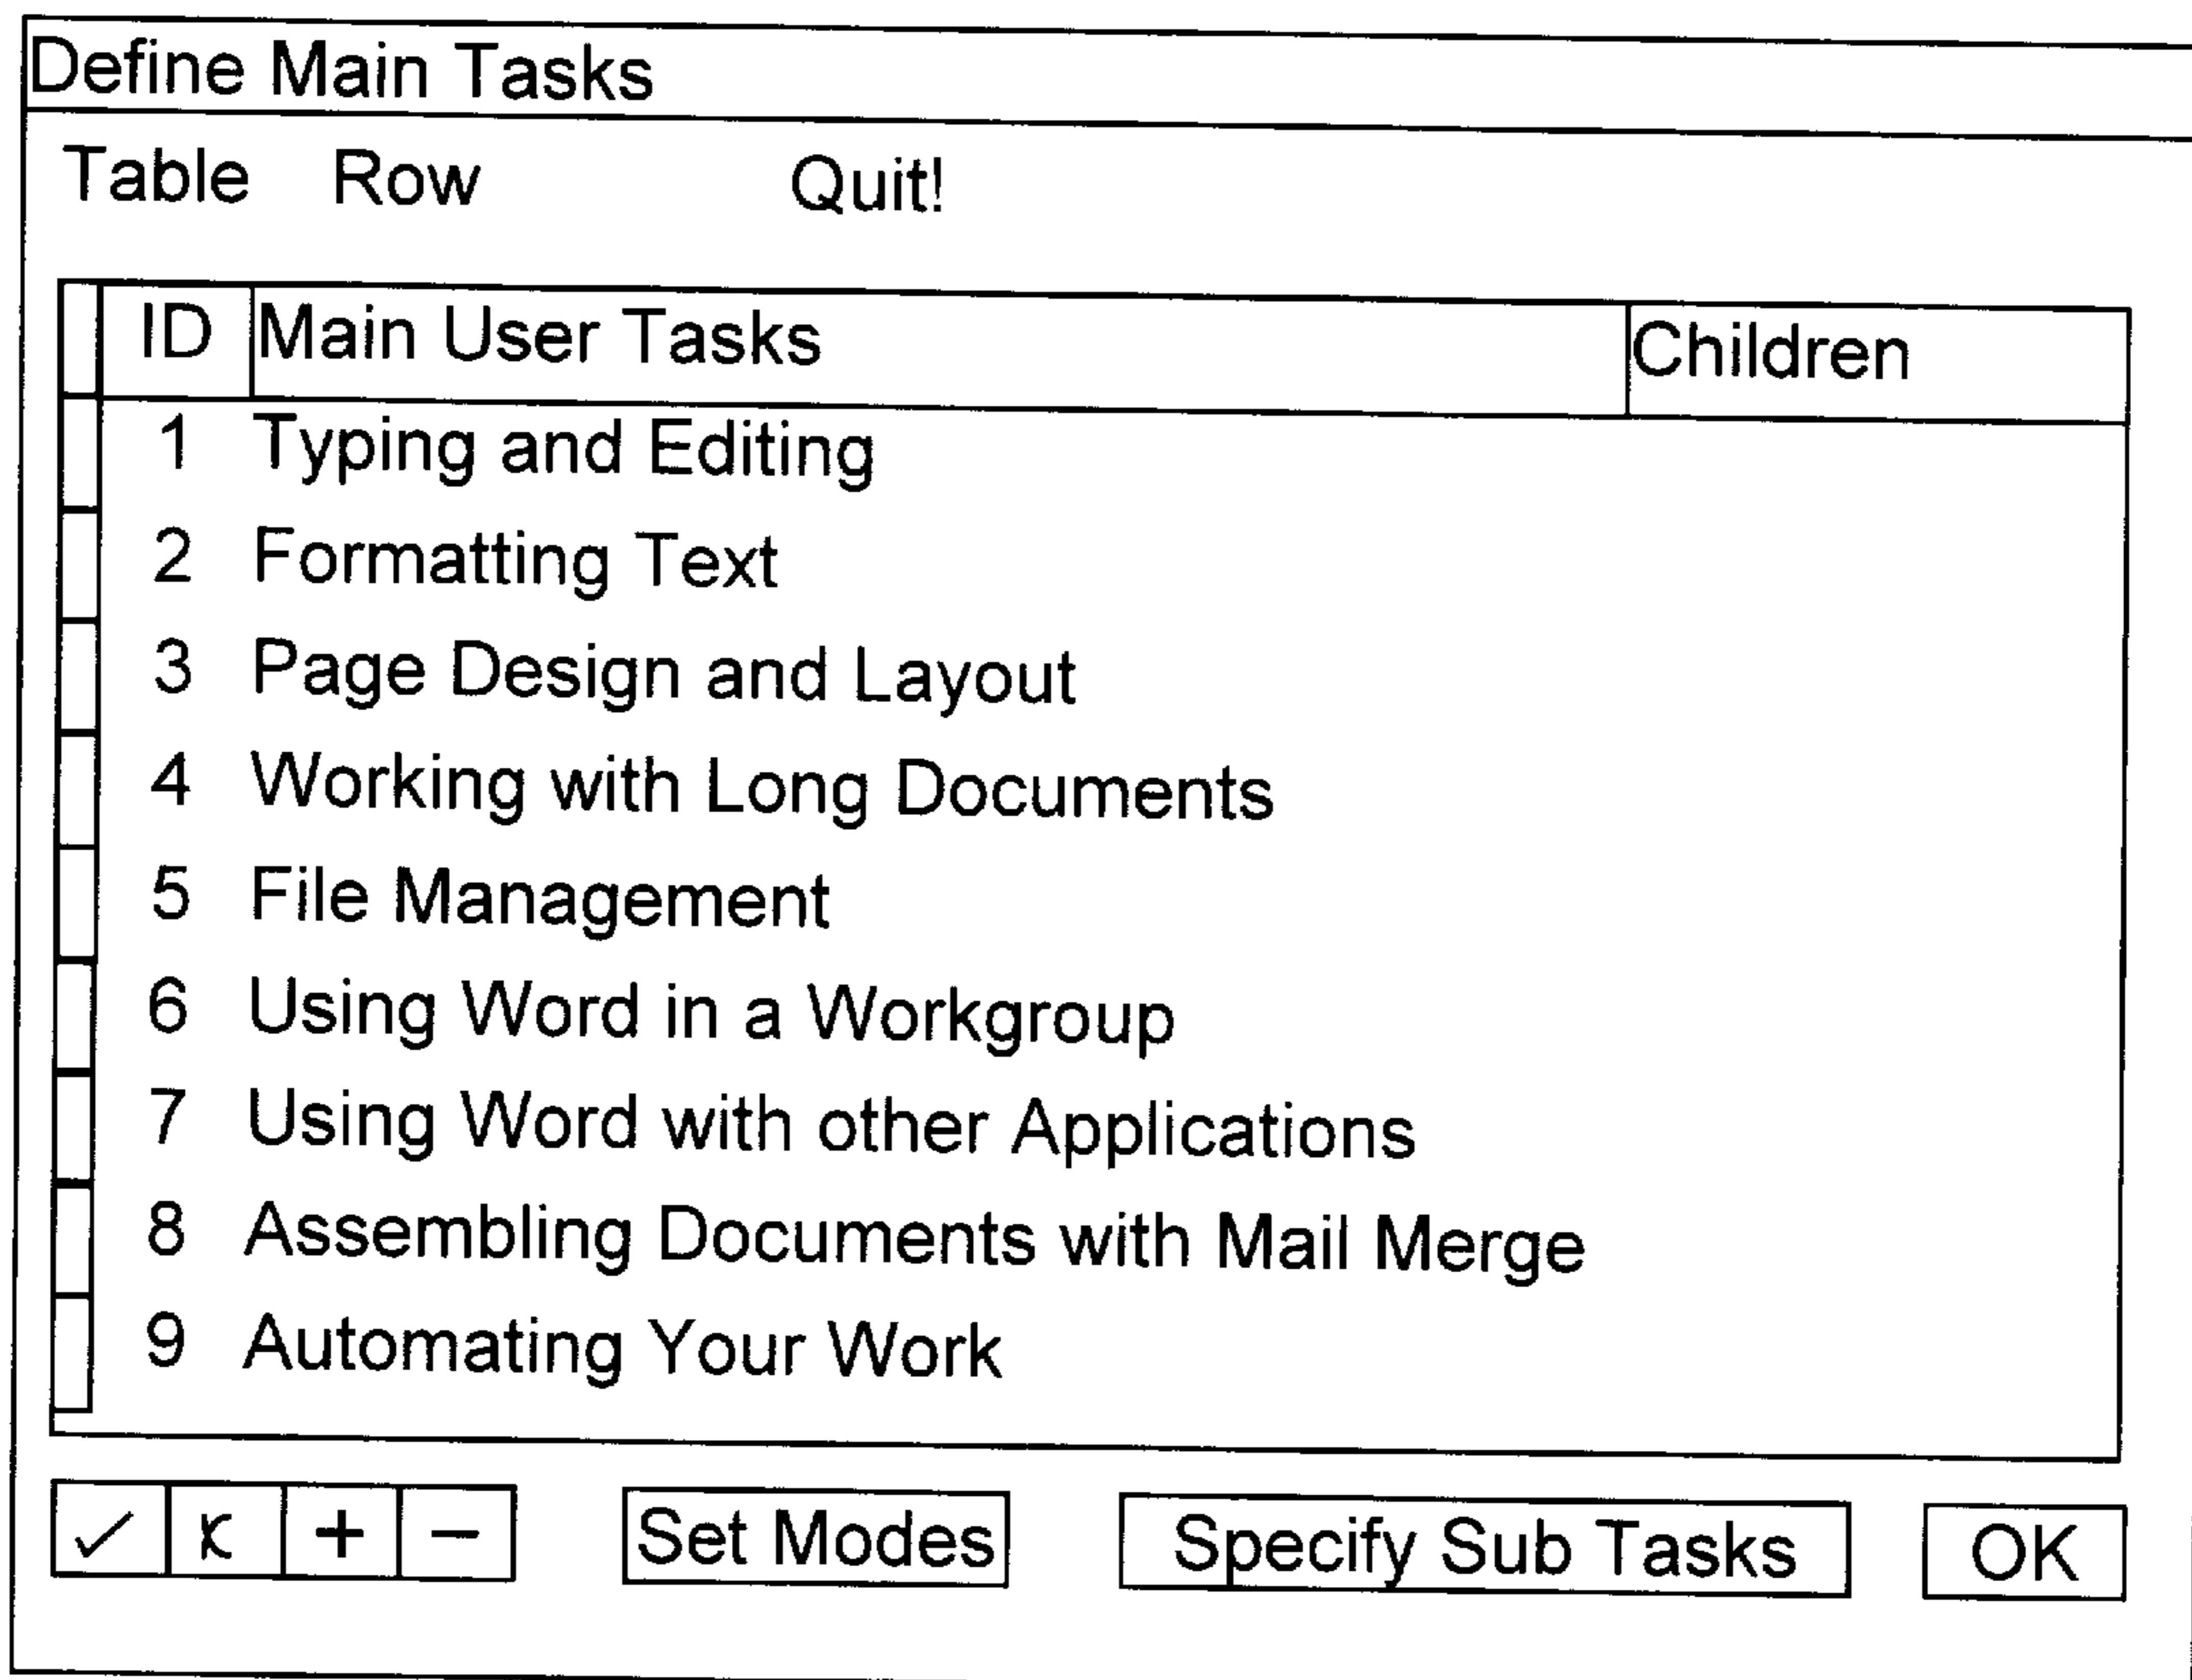 Define Main Tasks
Table Row Quit!
ID Main User Tasks Children
1 Typing and Editing
2 Formatting Text
3 Page Design and Layout
4 Working with Long Documents
5 File Management
6 Using Word in a Workgroup
7 Using Word with other Applications
8 Assembling Documents with Mail Merge
9 Automating Your Work
✓ K + − Set Modes Specify Sub Tasks OK